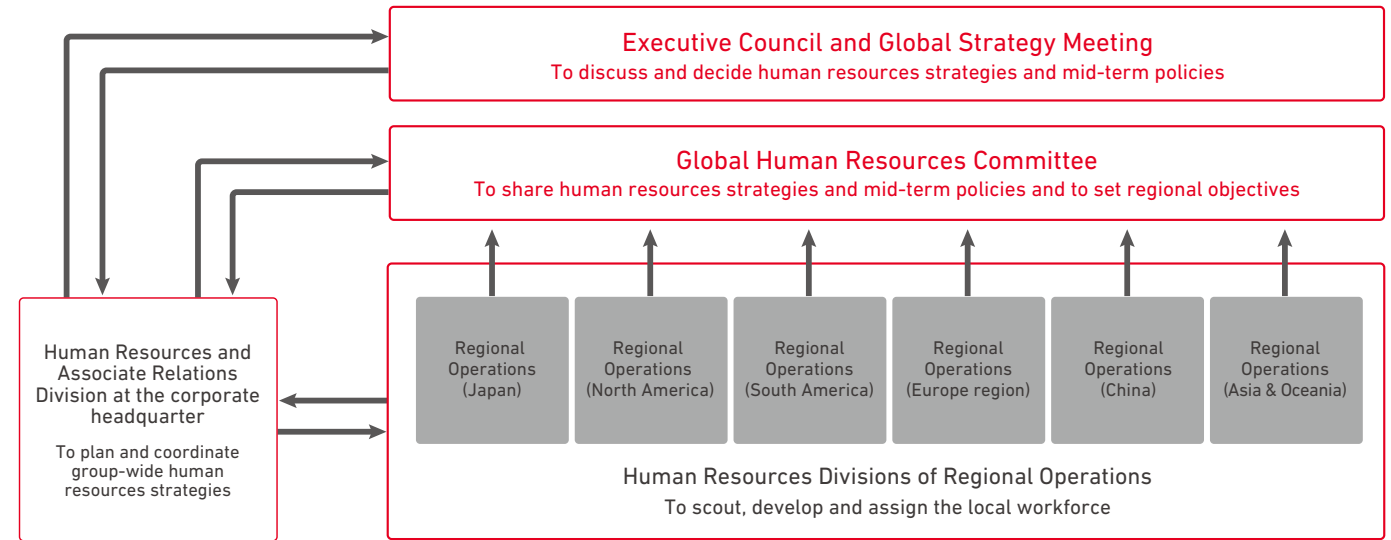 Executive Council and Global Strategy Meeting
To discuss and decide human resources strategies and mid-term policies
Global Human Resources Committee
To share human resources strategies and mid-term policies and to set regional objectives
Human Resources and
Associate Relations
Division at the corporate
headquarter
To plan and coordinate
group-wide human
resources strategies
Regional
Operations
(Japan)
Regional
Operations
(North America)
Regional
Operations
(South America)
Regional
Operations
(Europe region)
Regional
Operations
(China)
Regional
Operations
(Asia & Oceania)
Human Resources Divisions of Regional Operations
To scout, develop and assign the local workforce